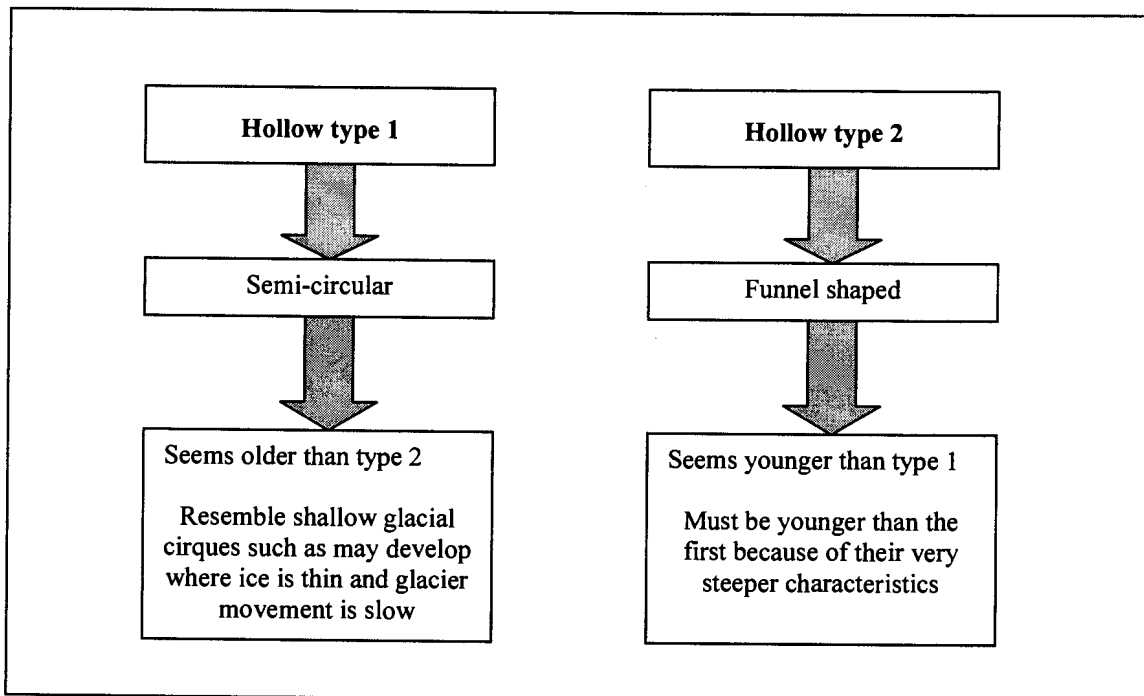 Hollow type 1
Semi-circular
Seems older than type 2
Resemble shallow glacial
cirques such as may develop
where ice is thin and glacier
movement is slow
Hollow type 2
Funnel shaped
Seems younger than type 1
Must be younger than the
first because of their very
steeper characteristics